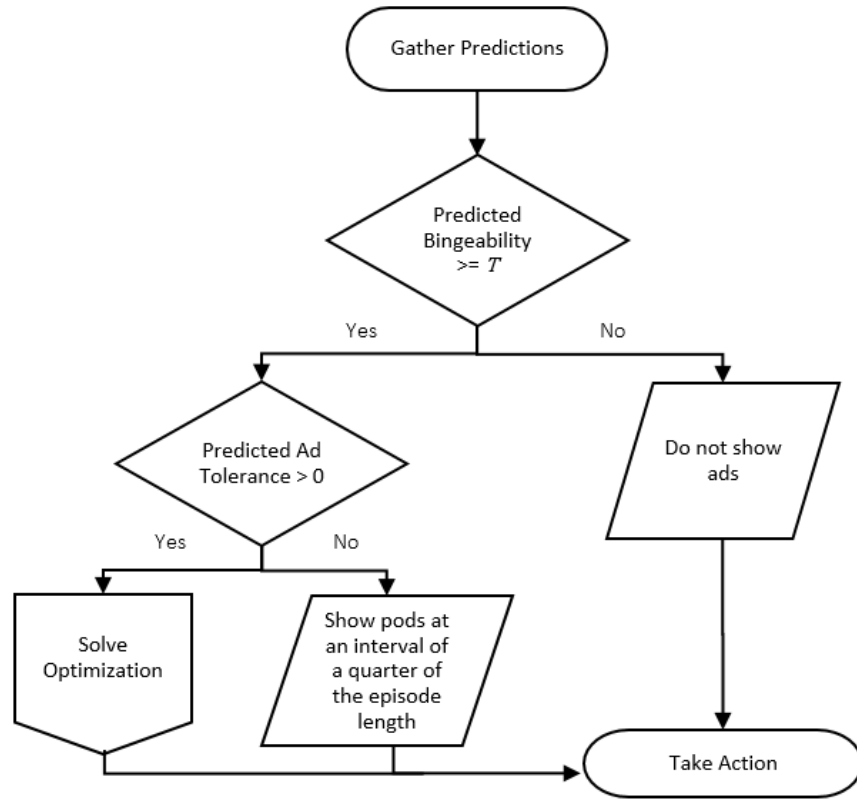 Gather Predictions
Predicted
Bingeability
>= T
Yes
No
Predicted Ad
Tolerance > 0
Do not show
ads
Yes
No
Solve
Optimization
Show pods at
an interval of
a quarter of
the episode
length
Take Action